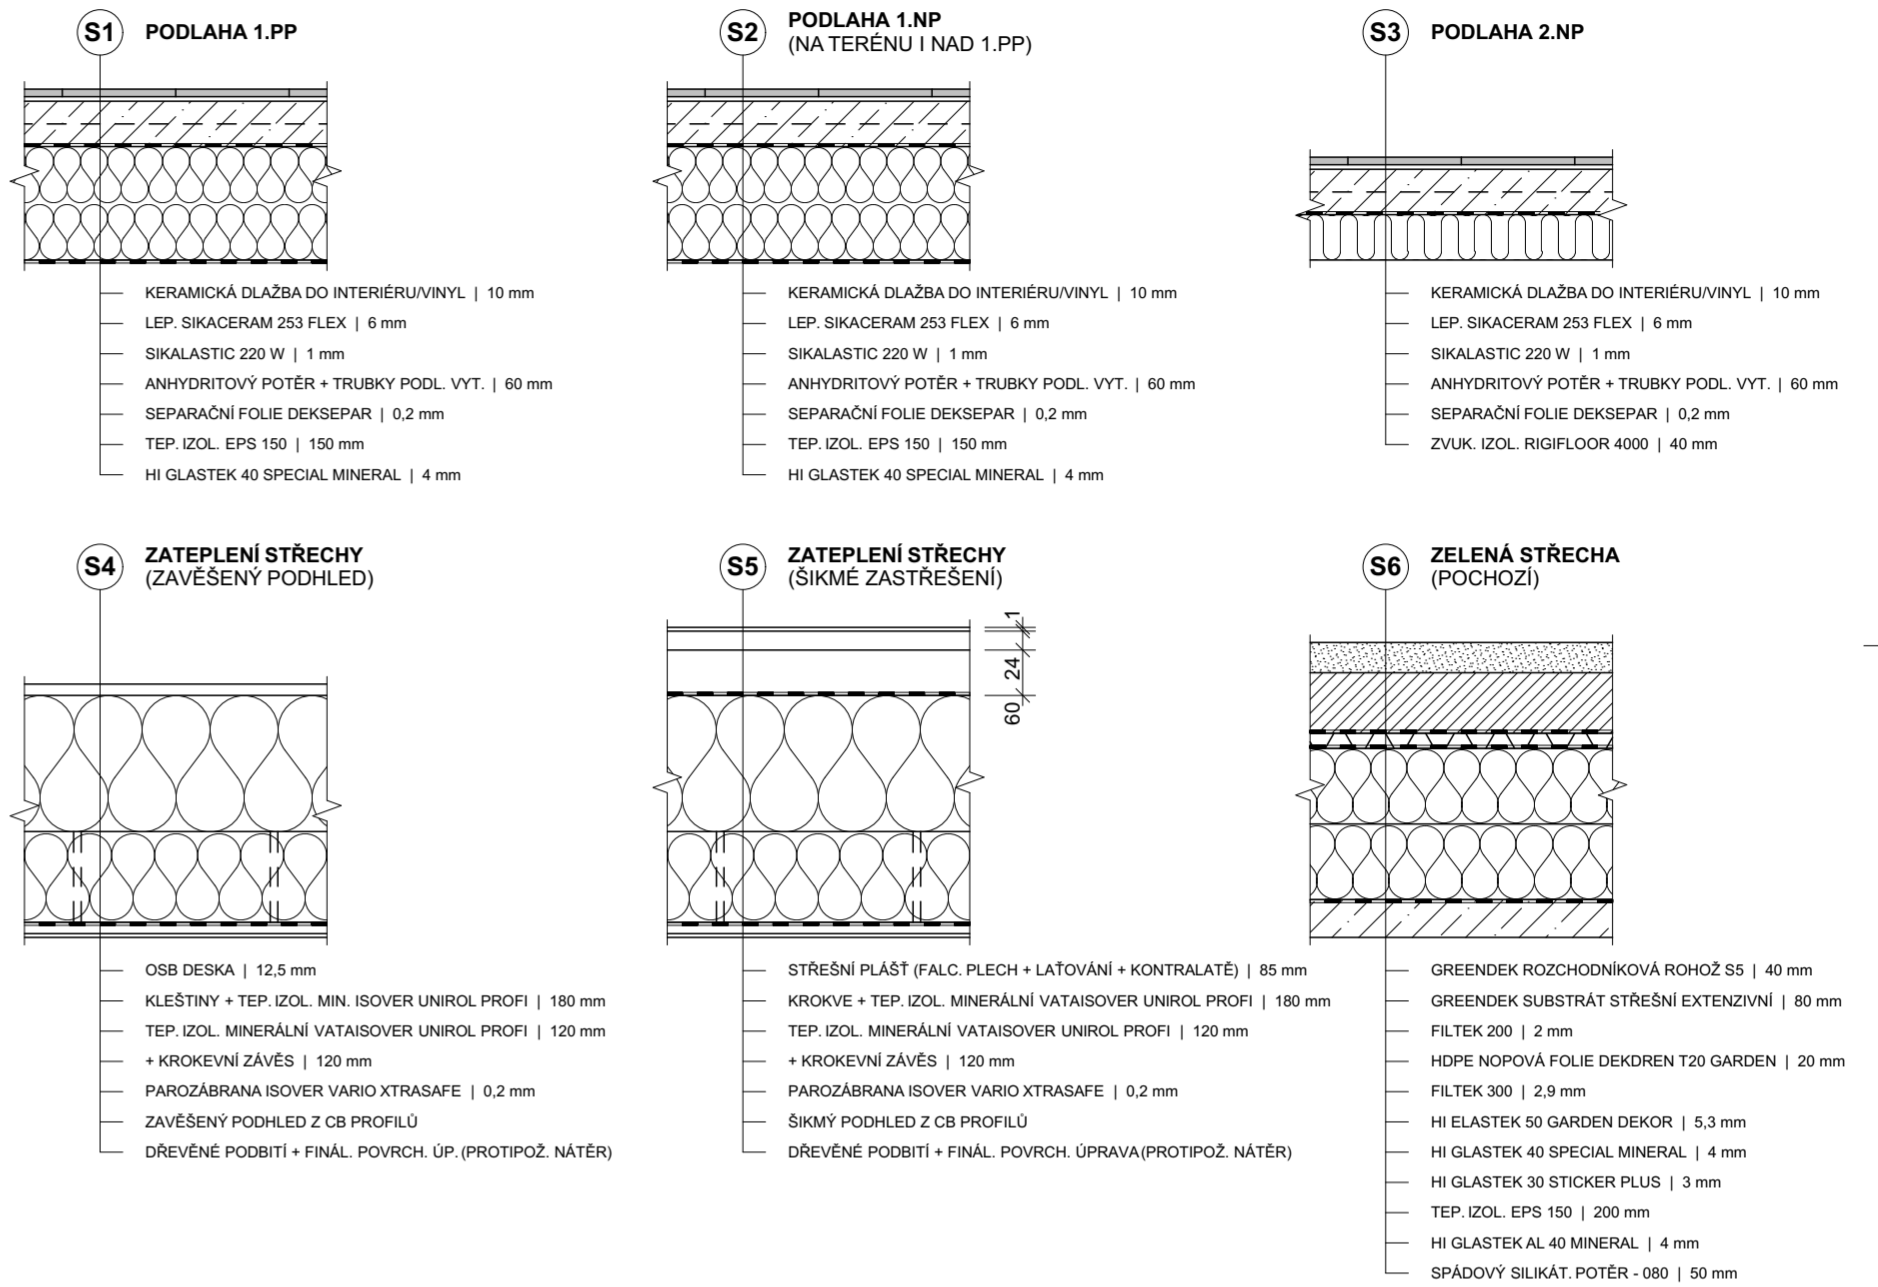 S1 PODLAHA 1.PP
KERAMICKÁ DLAŽBA DO INTERIÉRU/VINYL | 10 mm
LEP. SIKACERAM 253 FLEX | 6 mm
SIKALASTIC 220 W | 1 mm
ANHYDRITOVÝ POTĚR + TRUBKY PODL. VYT. | 60 mm
SEPARAČNÍ FOLIE DEKSEPAR | 0,2 mm
TEP. IZOL. EPS 150 | 150 mm
HI GLASTEK 40 SPECIAL MINERAL | 4 mm
S2 PODLAHA 1.NP
(NA TERÉNU I NAD 1.PP)
KERAMICKÁ DLAŽBA DO INTERIÉRU/VINYL | 10 mm
LEP. SIKACERAM 253 FLEX | 6 mm
SIKALASTIC 220 W | 1 mm
ANHYDRITOVÝ POTĚR + TRUBKY PODL. VYT. | 60 mm
SEPARAČNÍ FOLIE DEKSEPAR | 0,2 mm
TEP. IZOL. EPS 150 | 150 mm
HI GLASTEK 40 SPECIAL MINERAL | 4 mm
S3 PODLAHA 2.NP
KERAMICKÁ DLAŽBA DO INTERIÉRU/VINYL | 10 mm
LEP. SIKACERAM 253 FLEX | 6 mm
SIKALASTIC 220 W | 1 mm
ANHYDRITOVÝ POTĚR + TRUBKY PODL. VYT. | 60 mm
SEPARAČNÍ FOLIE DEKSEPAR | 0,2 mm
ZVUK. IZOL. RIGIFLOOR 4000 | 40 mm
S4 ZATEPLENÍ STŘECHY
(ZAVĚŠENÝ PODHLED)
OSB DESKA | 12,5 mm
KLEŠTINY + TEP. IZOL. MIN. ISOVER UNIROL PROFI | 180 mm
TEP. IZOL. MINERÁLNÍ VATAISOVER UNIROL PROFI | 120 mm
+ KROKEVNÍ ZÁVĚS | 120 mm
PAROZÁBRANA ISOVER VARIO XTRASAFE | 0,2 mm
ZAVĚŠENÝ PODHLED Z CB PROFILŮ
DŘEVĚNÉ PODBITÍ + FINÁL. POVRCH. ÚP. (PROTIPOŽ. NÁTĚR)
S5 ZATEPLENÍ STŘECHY
(ŠIKMÉ ZASTŘEŠENÍ)
1
24
60
STŘEŠNÍ PLÁŠŤ (FALC. PLECH + LAŤOVÁNÍ + KONTRALATĚ) | 85 mm
KROKVE + TEP. IZOL. MINERÁLNÍ VATAISOVER UNIROL PROFI | 180 mm
TEP. IZOL. MINERÁLNÍ VATAISOVER UNIROL PROFI | 120 mm
+ KROKEVNÍ ZÁVĚS | 120 mm
PAROZÁBRANA ISOVER VARIO XTRASAFE | 0,2 mm
ŠIKMÝ PODHLED Z CB PROFILŮ
DŘEVĚNÉ PODBITÍ + FINÁL. POVRCH. ÚPRAVA (PROTIPOŽ. NÁTĚR)
S6 ZELENÁ STŘECHA
(POCHOZÍ)
GREENDEK ROZCHODNÍKOVÁ ROHOŽ S5 | 40 mm
GREENDEK SUBSTRÁT STŘEŠNÍ EXTENZIVNÍ | 80 mm
FILTEK 200 | 2 mm
HDPE NOPOVÁ FOLIE DEKDREN T20 GARDEN | 20 mm
FILTEK 300 | 2,9 mm
HI ELASTEK 50 GARDEN DEKOR | 5,3 mm
HI GLASTEK 40 SPECIAL MINERAL | 4 mm
HI GLASTEK 30 STICKER PLUS | 3 mm
TEP. IZOL. EPS 150 | 200 mm
HI GLASTEK AL 40 MINERAL | 4 mm
SPÁDOVÝ SILIKÁT. POTĚR - 080 | 50 mm